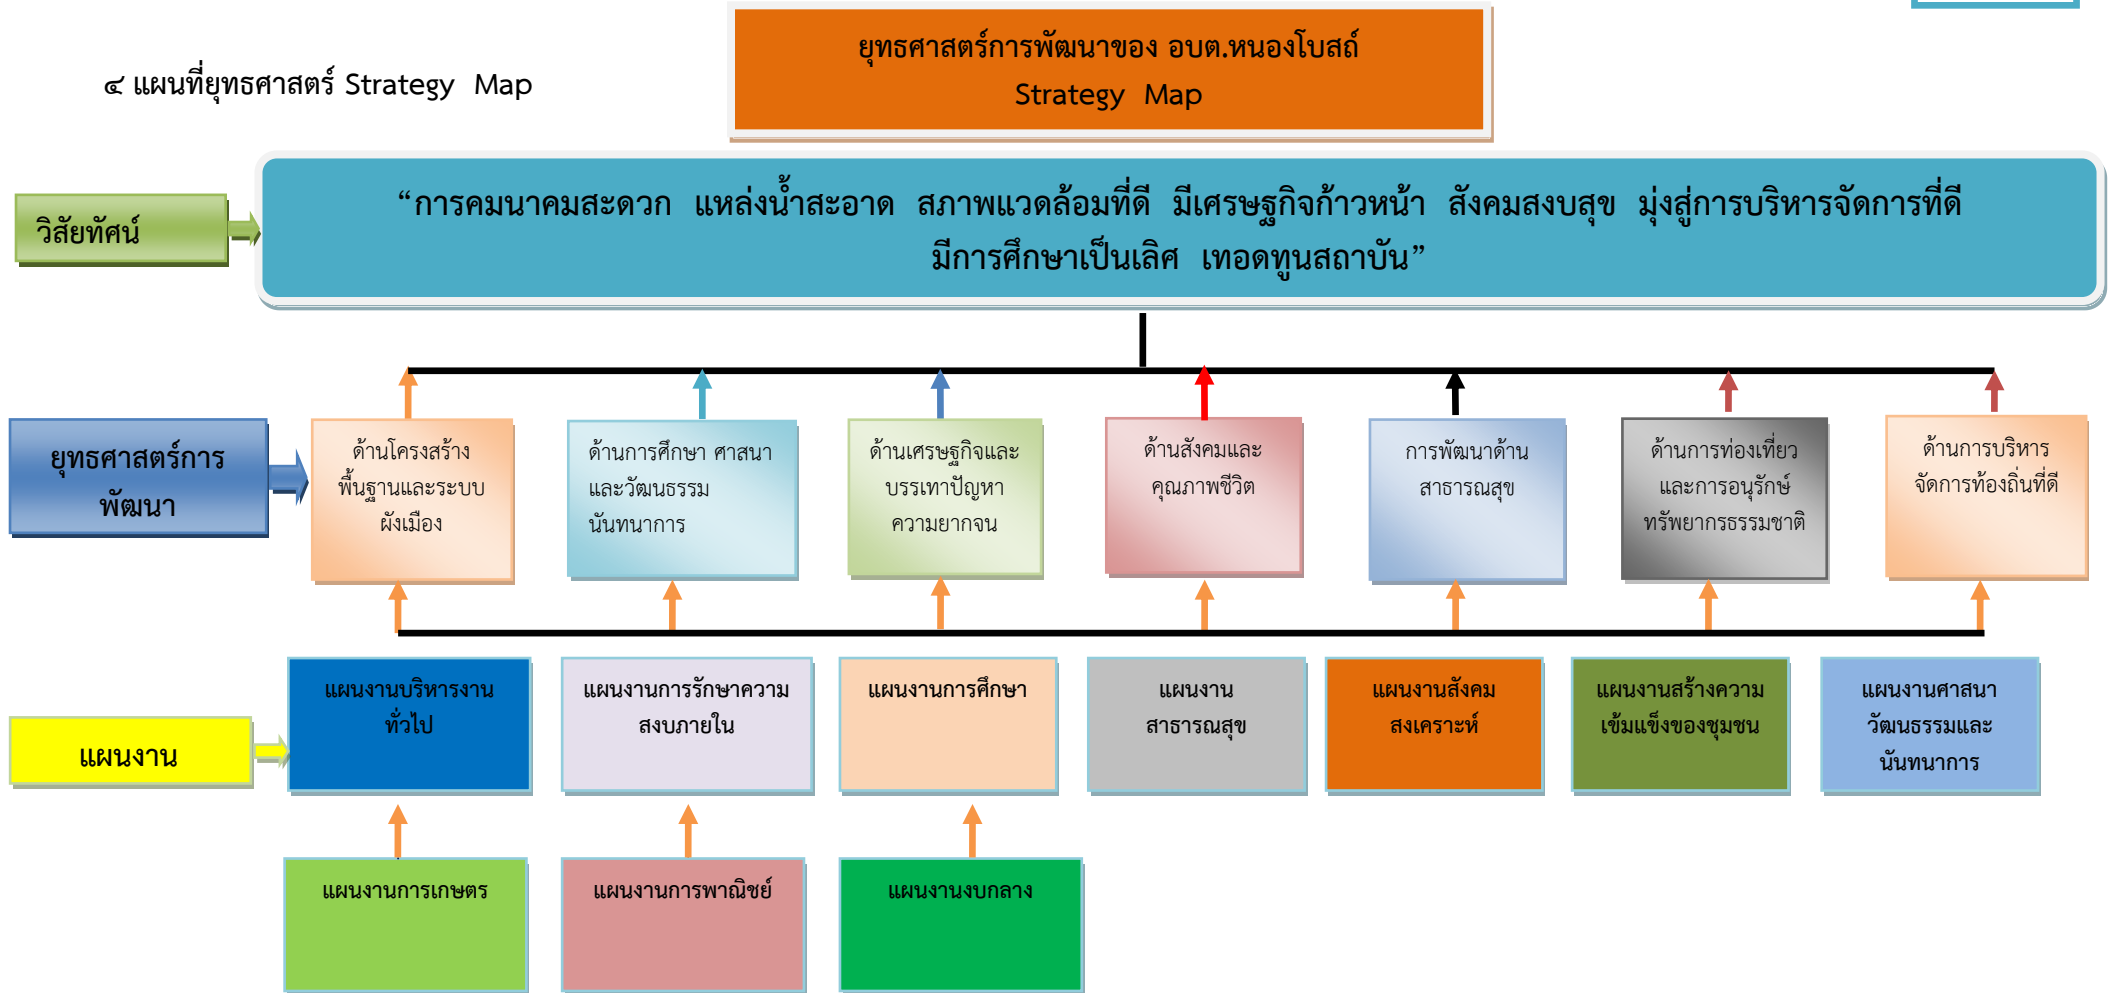 ยุทธศาสตร์การพัฒนาของ อบต.หนองโบสถ์
Strategy Map
๔ แผนที่ยุทธศาสตร์ Strategy Map
วิสัยทัศน์
“การคมนาคมสะดวก แหล่งน้ำสะอาด สภาพแวดล้อมที่ดี มีเศรษฐกิจก้าวหน้า สังคมสงบสุข มุ่งสู่การบริหารจัดการที่ดี
มีการศึกษาเป็นเลิศ เทอดทูนสถาบัน”
ยุทธศาสตร์การ
พัฒนา
ด้านโครงสร้าง
พื้นฐานและระบบ
ผังเมือง
ด้านการศึกษา ศาสนา
และวัฒนธรรม
นันทนาการ
ด้านเศรษฐกิจและ
บรรเทาปัญหา
ความยากจน
ด้านสังคมและ
คุณภาพชีวิต
การพัฒนาด้าน
สาธารณสุข
ด้านการท่องเที่ยว
และการอนุรักษ์
ทรัพยากรธรรมชาติ
ด้านการบริหาร
จัดการท้องถิ่นที่ดี
แผนงาน
แผนงานบริหารงาน
ทั่วไป
แผนงานการรักษาความ
สงบภายใน
แผนงานการศึกษา
แผนงาน
สาธารณสุข
แผนงานสังคม
สงเคราะห์
แผนงานสร้างความ
เข้มแข็งของชุมชน
แผนงานศาสนา
วัฒนธรรมและ
นันทนาการ
แผนงานการเกษตร
แผนงานการพาณิชย์
แผนงานงบกลาง